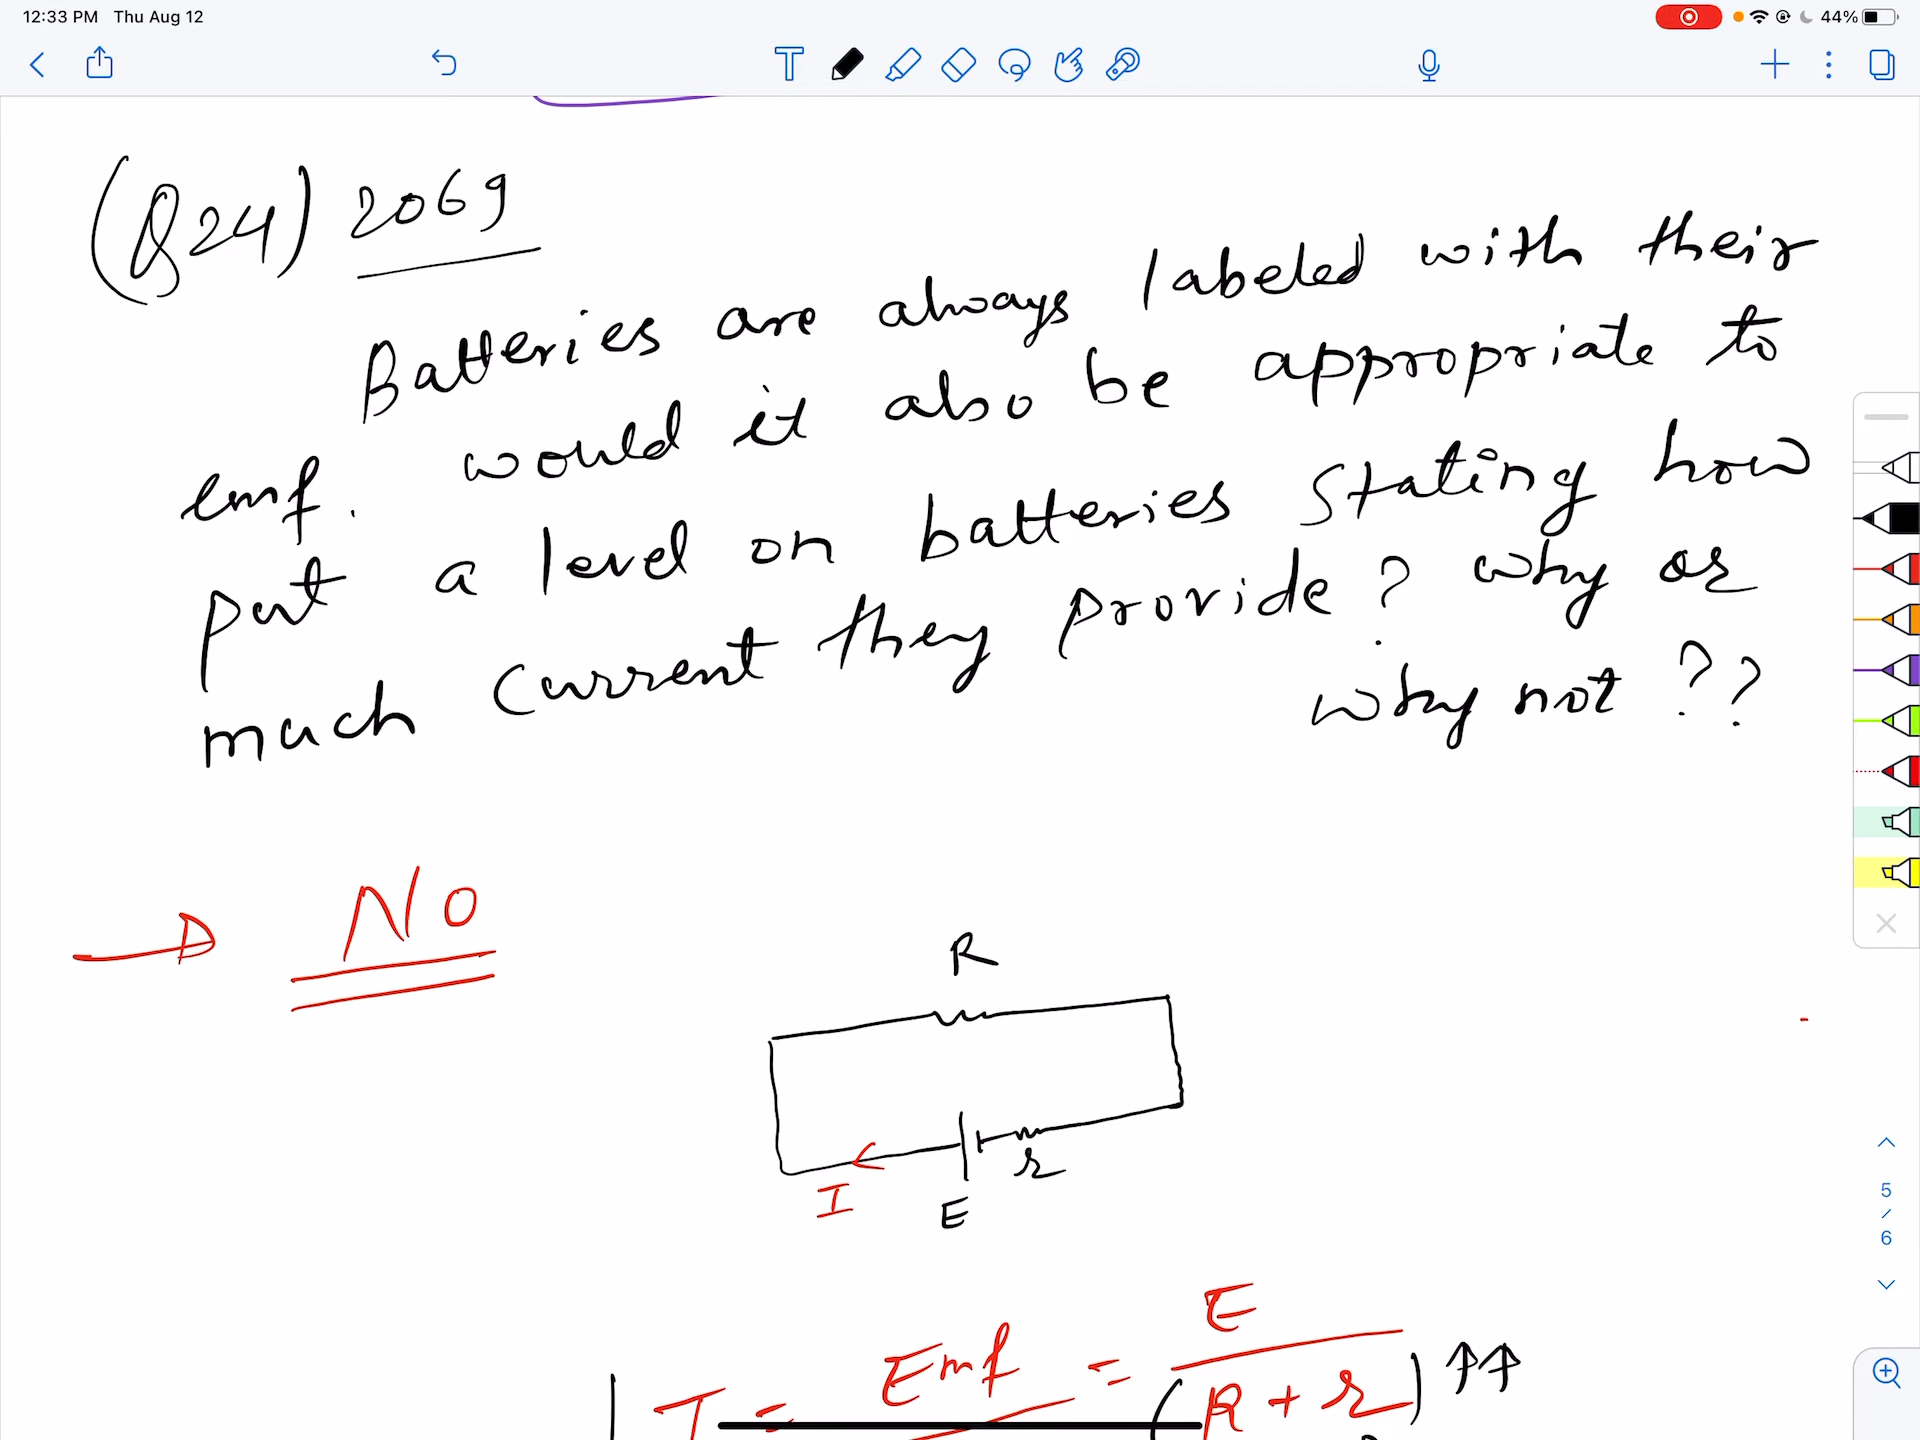 12:33 PM Thu Aug 12
44%
(Q24) 2069
Batteries are always labeled with their
emf. would it also be appropriate to
put a level on batteries stating how
much current they provide? why or
why not ??
No
R
r
I
E
I = Emf = E
(R + r) ↑↑
5
/
6